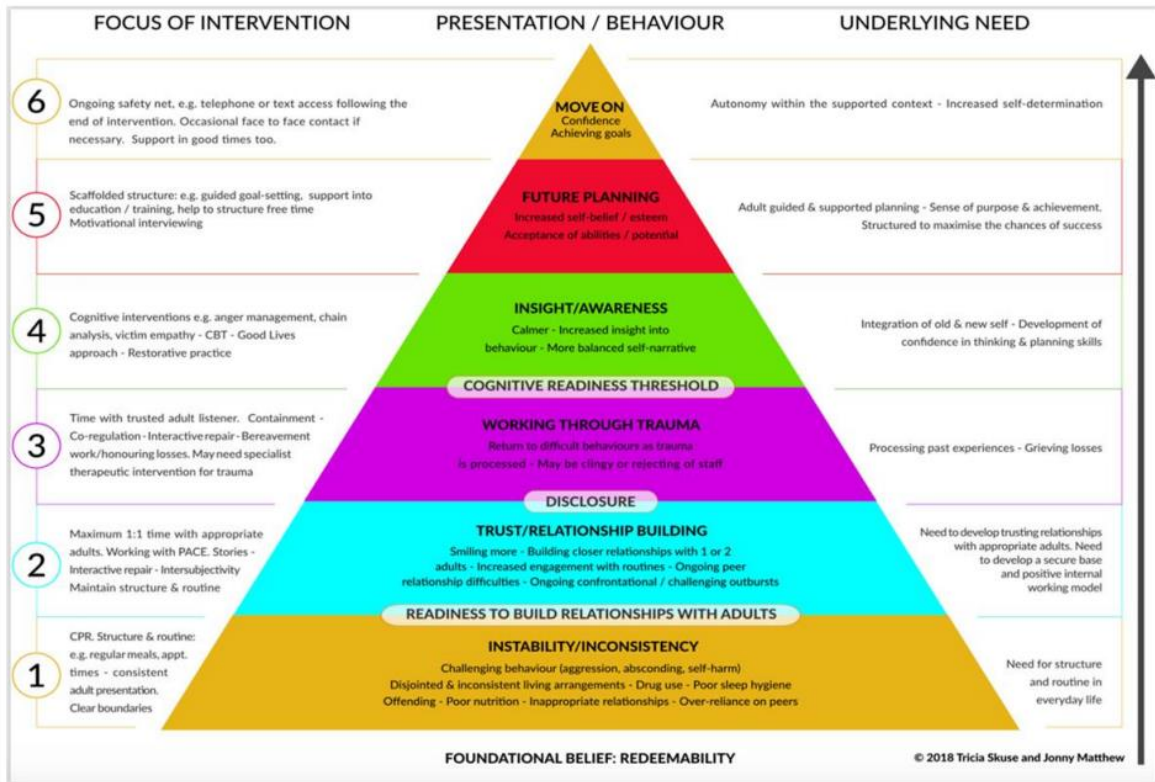 FOCUS OF INTERVENTION
PRESENTATION / BEHAVIOUR
UNDERLYING NEED
6
Ongoing safety net, e.g. telephone or text access following the
end of intervention. Occasional face to face contact if
necessary. Support in good times too.
MOVE ON
Confidence
Achieving goals
Autonomy within the supported context - Increased self-determination
5
Scaffolded structure: e.g. guided goal-setting, support into
education / training, help to structure free time
Motivational interviewing
FUTURE PLANNING
Increased self-belief / esteem
Acceptance of abilities / potential
Adult guided & supported planning - Sense of purpose & achievement.
Structured to maximise the chances of success
4
Cognitive interventions e.g. anger management, chain
analysis, victim empathy - CBT - Good Lives
approach - Restorative practice
INSIGHT/AWARENESS
Calmer - Increased insight into
behaviour - More balanced self-narrative
Integration of old & new self - Development of
confidence in thinking & planning skills
COGNITIVE READINESS THRESHOLD
3
Time with trusted adult listener. Containment -
Co-regulation - Interactive repair - Bereavement
work/honouring losses. May need specialist
therapeutic intervention for trauma
WORKING THROUGH TRAUMA
Return to difficult behaviours as trauma
is processed - May be clingy or rejecting of staff
Processing past experiences - Grieving losses
DISCLOSURE
2
Maximum 1:1 time with appropriate
adults. Working with PACE. Stories -
Interactive repair - Intersubjectivity
Maintain structure & routine
TRUST/RELATIONSHIP BUILDING
Smiling more - Building closer relationships with 1 or 2
adults - Increased engagement with routines - Ongoing peer
relationship difficulties - Ongoing confrontational / challenging outbursts
Need to develop trusting relationships
with appropriate adults. Need
to develop a secure base
and positive internal
working model
READINESS TO BUILD RELATIONSHIPS WITH ADULTS
1
CPR. Structure & routine:
e.g. regular meals, appt.
times - consistent
adult presentation.
Clear boundaries
INSTABILITY/INCONSISTENCY
Challenging behaviour (aggression, absconding, self-harm)
Disjointed & inconsistent living arrangements - Drug use - Poor sleep hygiene
Offending - Poor nutrition - Inappropriate relationships - Over-reliance on peers
Need for structure
and routine in
everyday life
FOUNDATIONAL BELIEF: REDEEMABILITY
© 2018 Tricia Skuse and Jonny Matthew